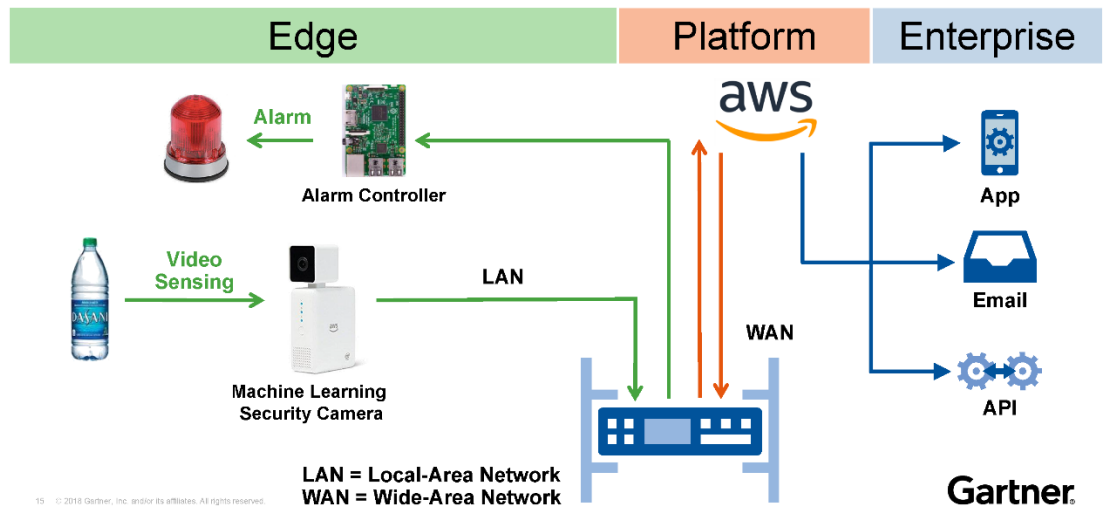 Edge
Platform
Enterprise
aws
Alarm
Alarm Controller
App
Video
Sensing
LAN
DASANI
aws
Email
WAN
Machine Learning
Security Camera
API
LAN = Local-Area Network
WAN = Wide-Area Network
15 © 2018 Gartner, Inc. and/or its affiliates. All rights reserved.
Gartner